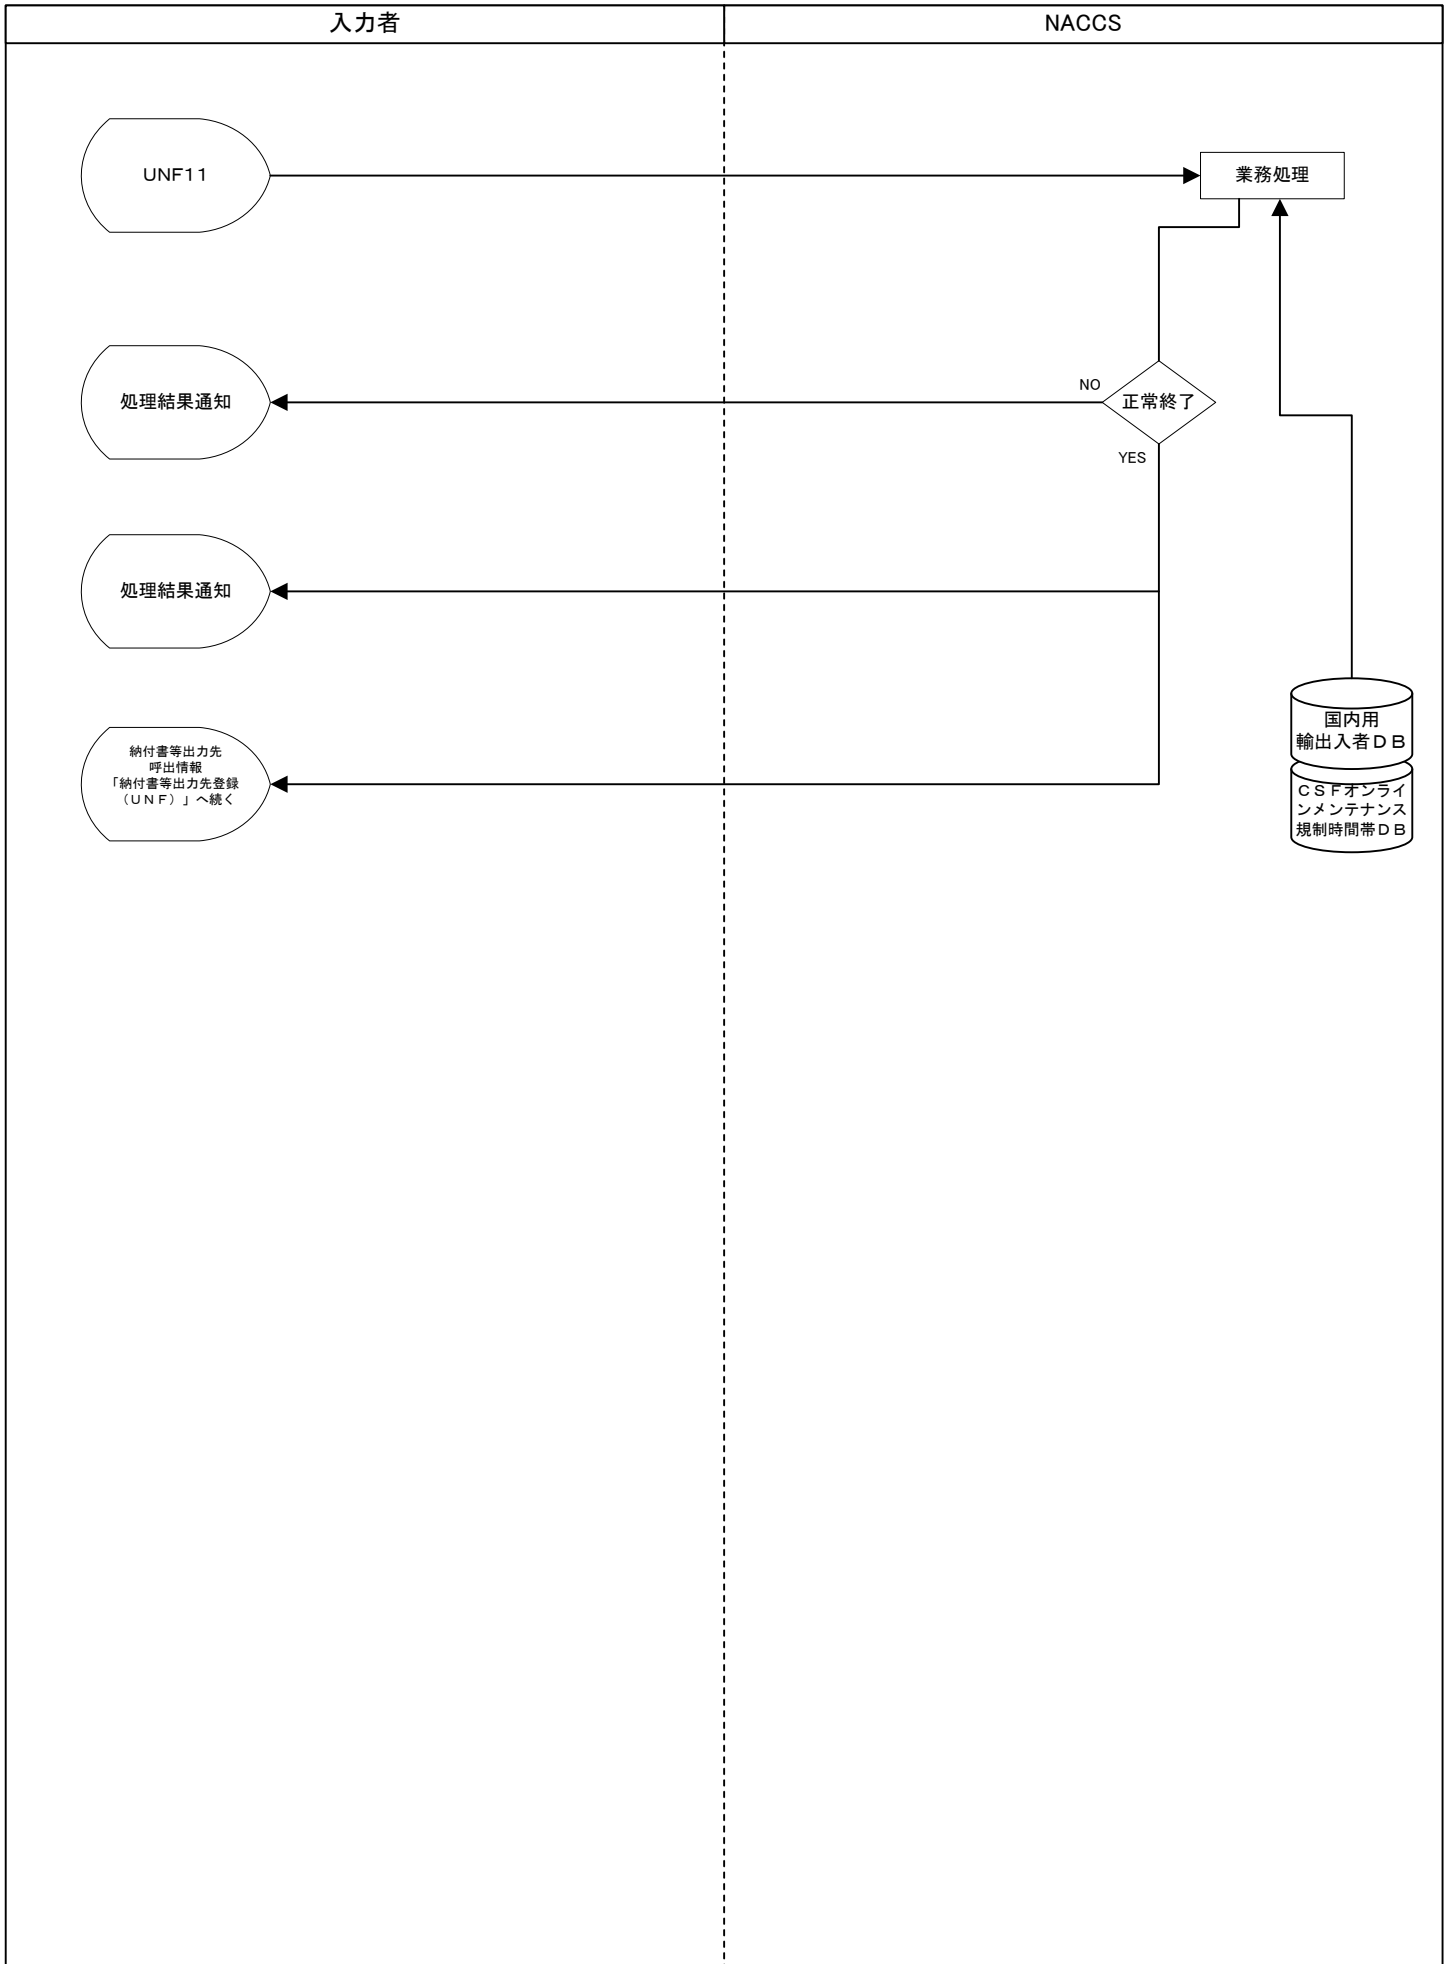 入力者
NACCS
UNF11
業務処理
処理結果通知
NO
正常終了
YES
処理結果通知
国内用
輸出入者DB
納付書等出力先
呼出情報
「納付書等出力先登録
（UNF）」へ続く
CSFオンライ
ンメンテナンス
規制時間帯DB